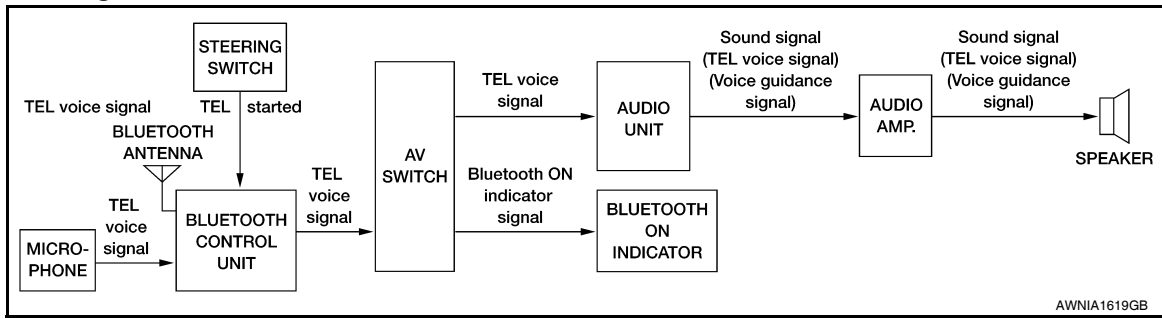 STEERING
SWITCH
TEL voice signal
TEL started
BLUETOOTH
ANTENNA
MICRO-
PHONE
TEL
voice
signal
BLUETOOTH
CONTROL
UNIT
TEL
voice
signal
AV
SWITCH
TEL voice
signal
Bluetooth ON
indicator
signal
AUDIO
UNIT
BLUETOOTH
ON
INDICATOR
Sound signal
(TEL voice signal)
(Voice guidance
signal)
AUDIO
AMP.
Sound signal
(TEL voice signal)
(Voice guidance
signal)
SPEAKER
AWNIA1619GB